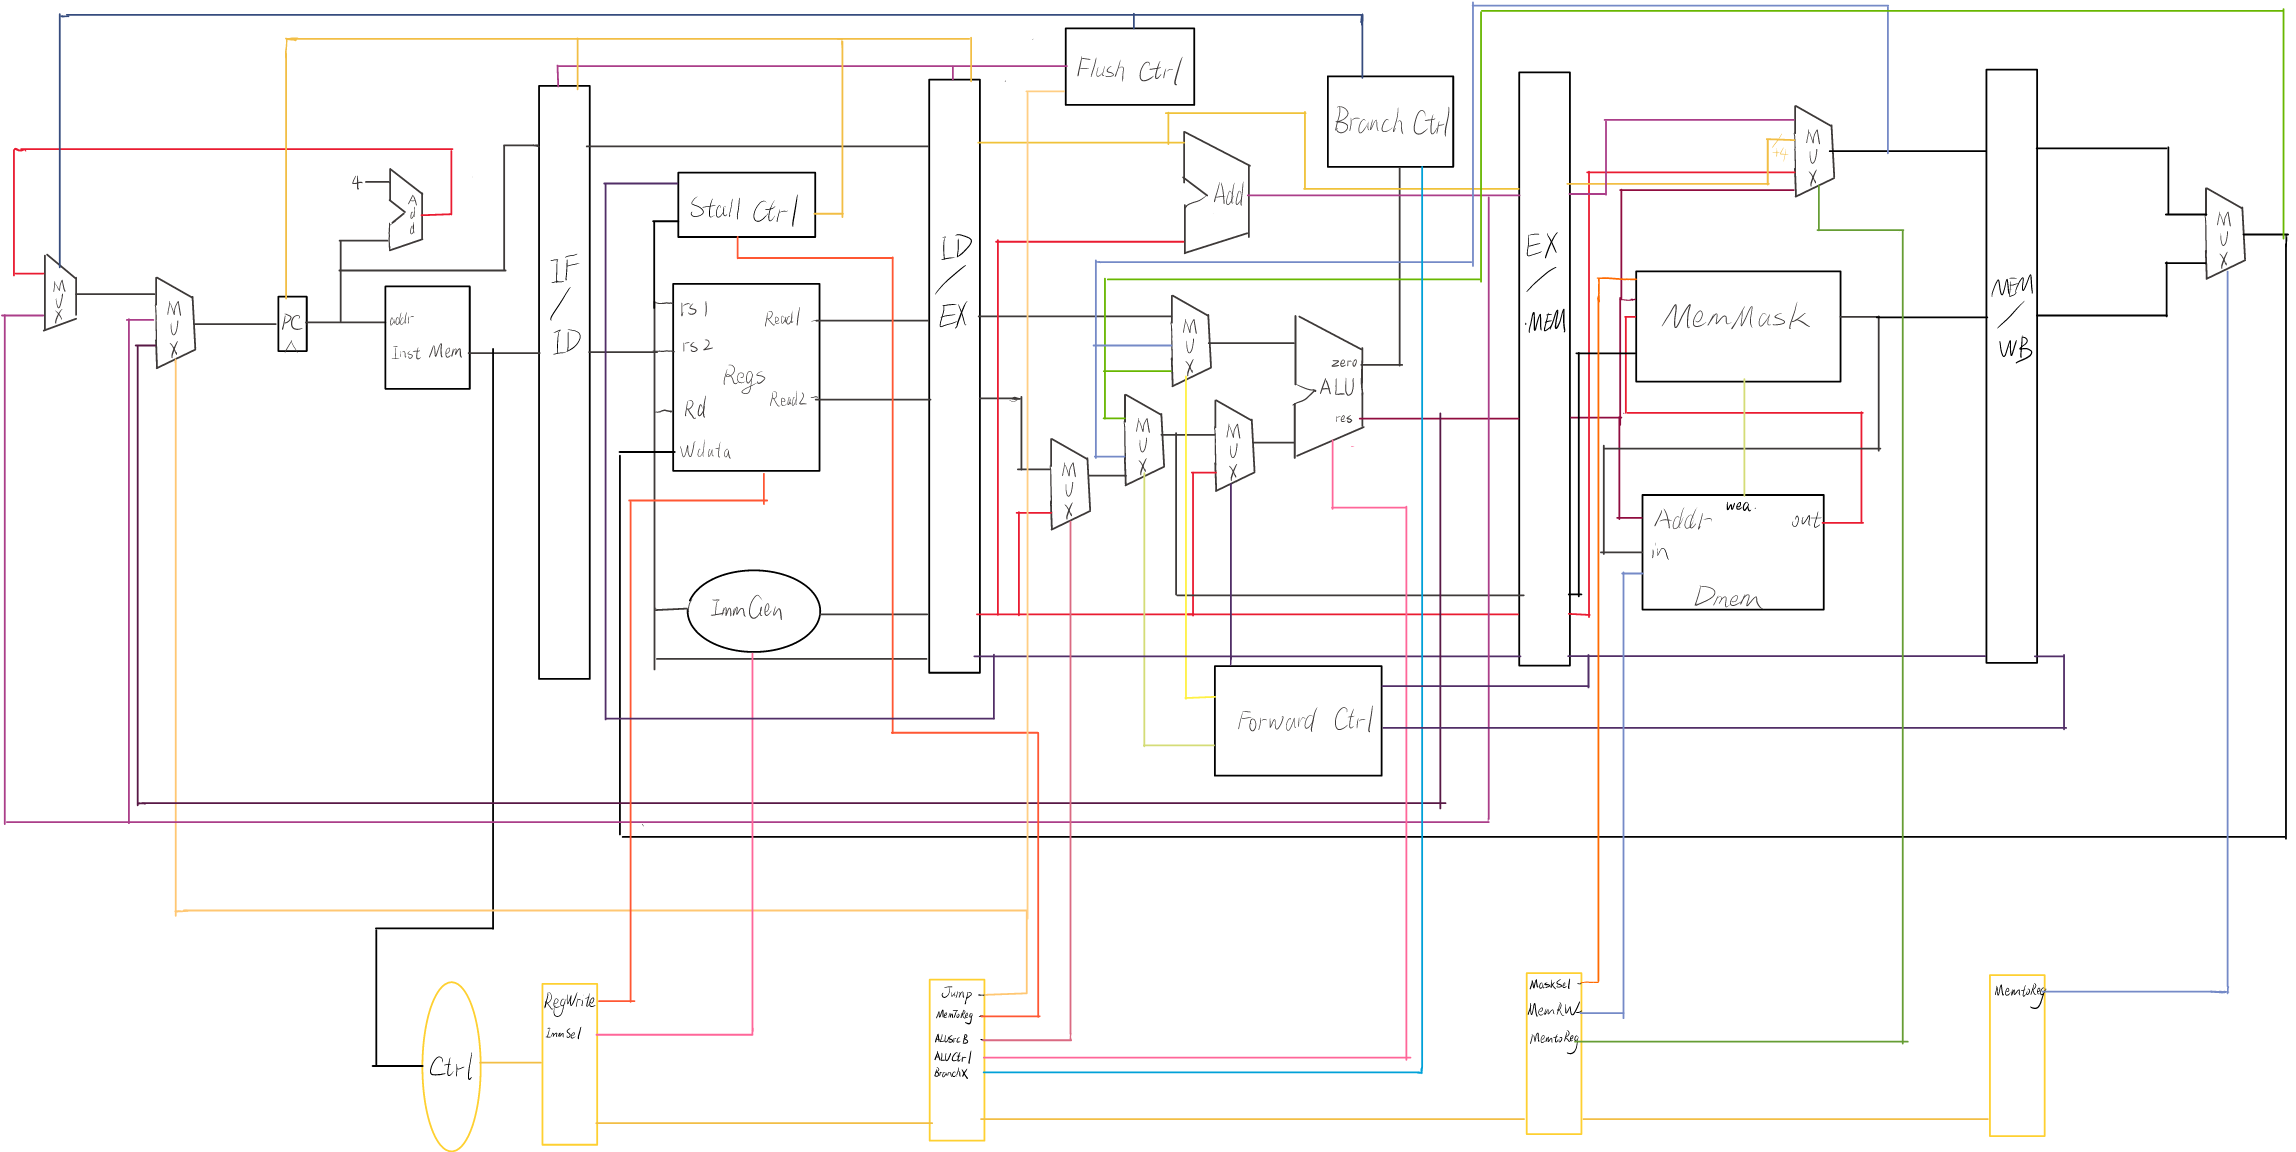 Flush Ctrl
Branch Ctrl
4
Add
MUX
MUX
PC
addr
Inst Mem
IF
/
ID
Stall Ctrl
rs1
rs2
Regs
Rd
Wdata
Read1
Read2
ImmGen
ID
/
EX
Add
MUX
MUX
MUX
MUX
zero
ALU
res
Forward Ctrl
EX
/
MEM
+4
MUX
MemMask
Addr
wea
out
in
Dmem
MEM
/
WB
MUX
Ctrl
RegWrite
ImmSel
Jump
MemToReg
ALUSrcB
ALUCtrl
BranchX
MaskSel
MemRW
MemtoReg
MemtoReg